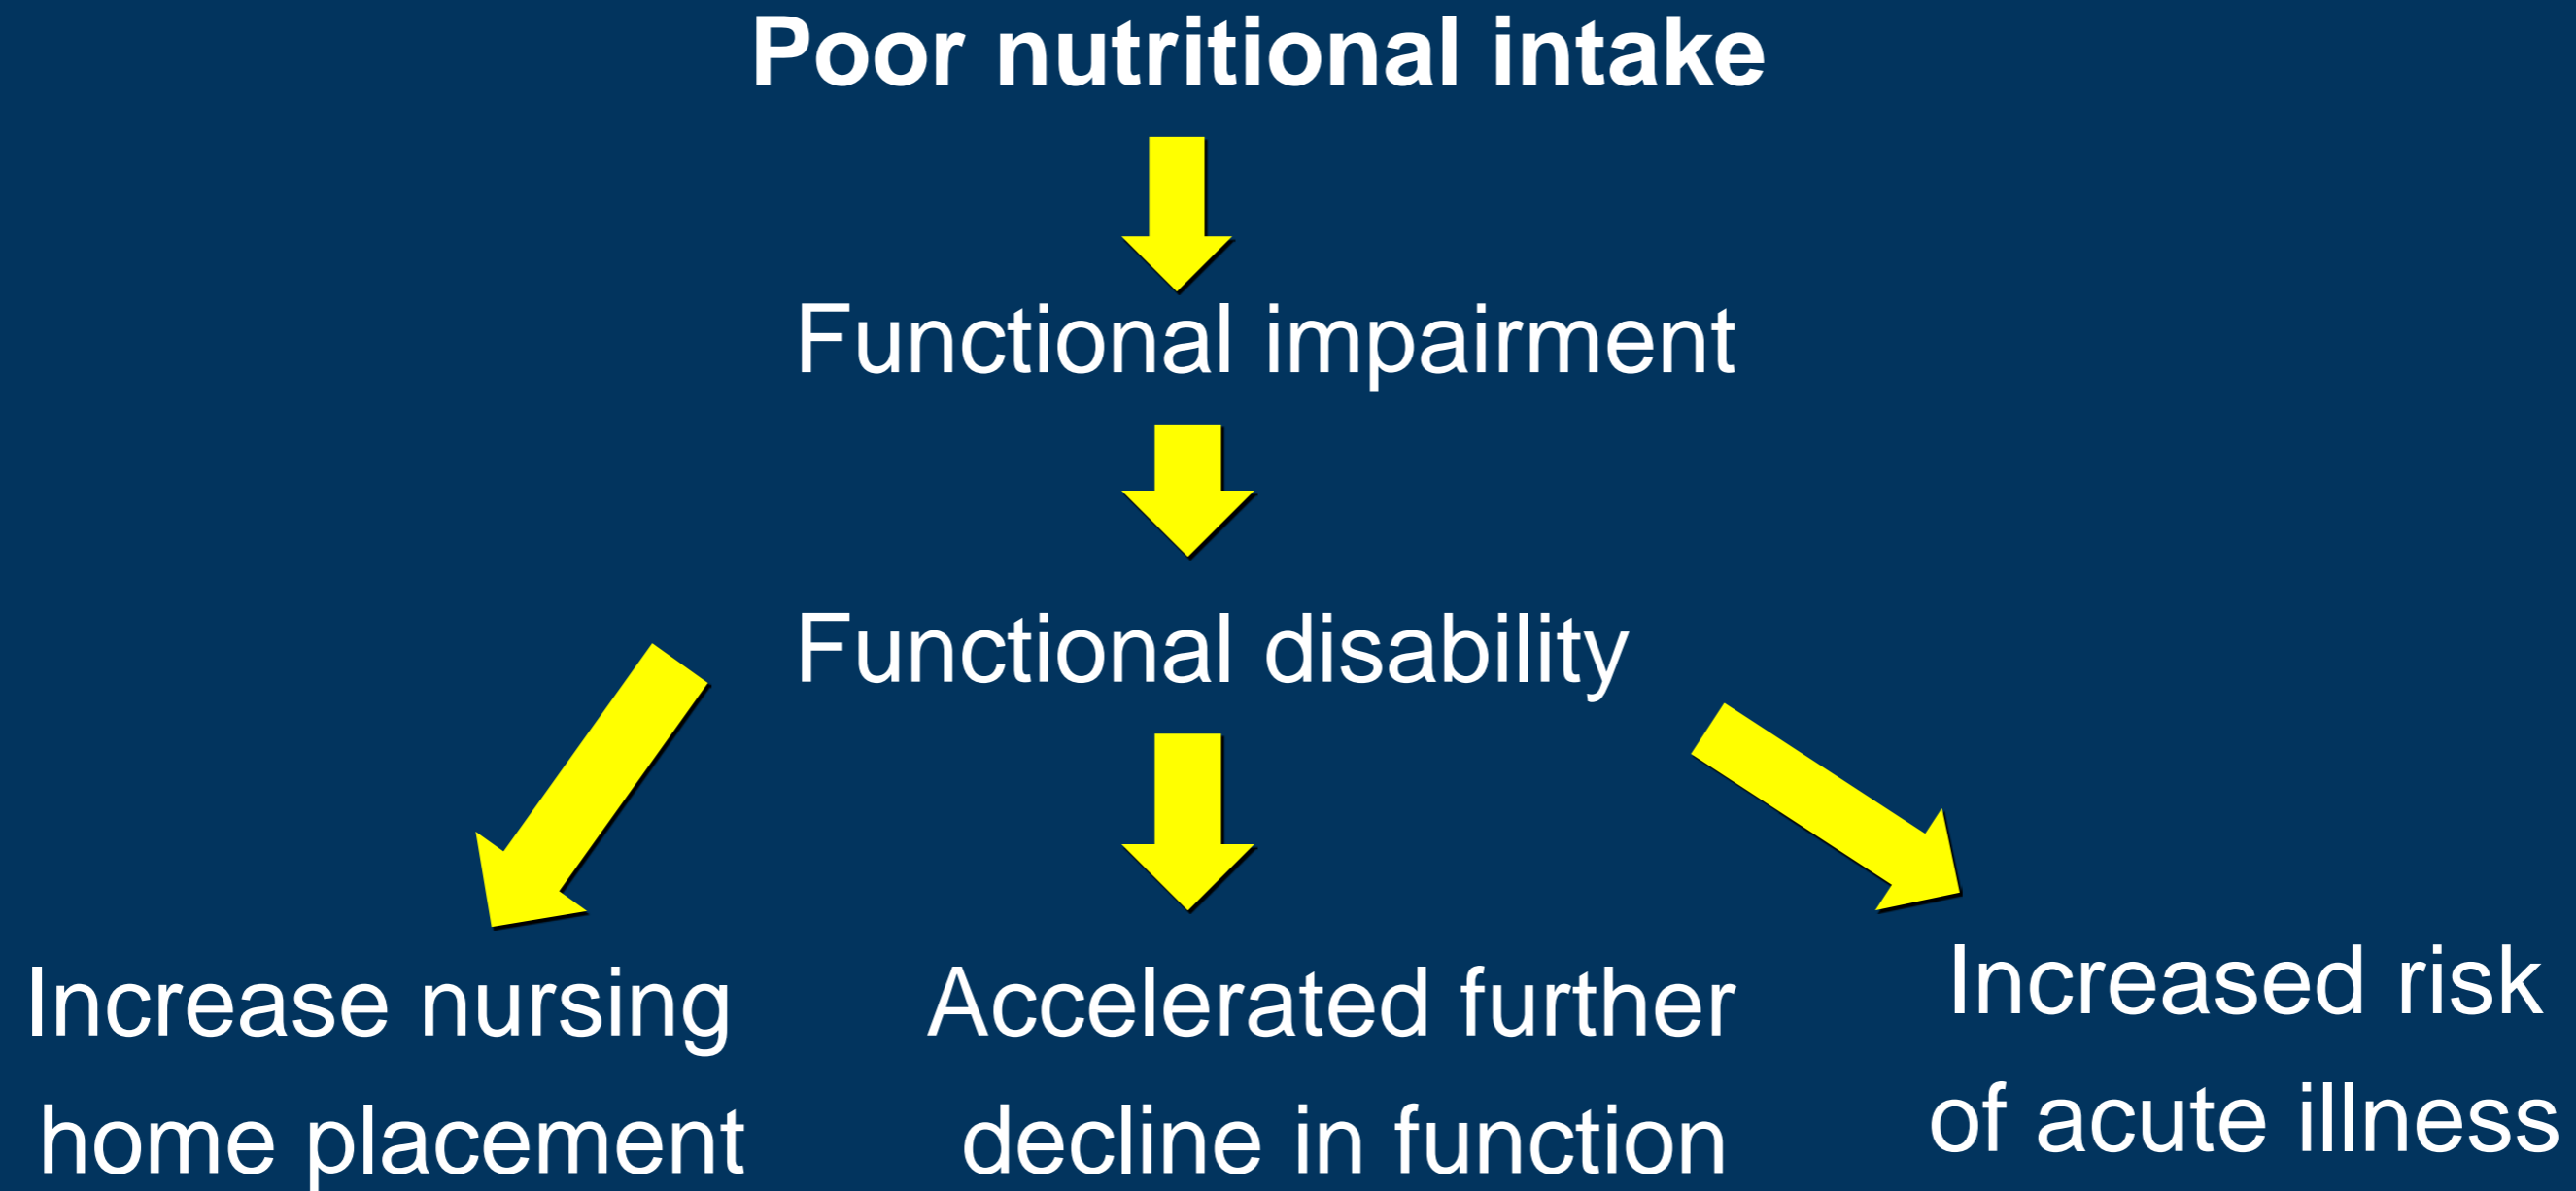 Poor nutritional intake
Functional impairment
Functional disability
Increase nursing
home placement
Accelerated further
decline in function
Increased risk
of acute illness